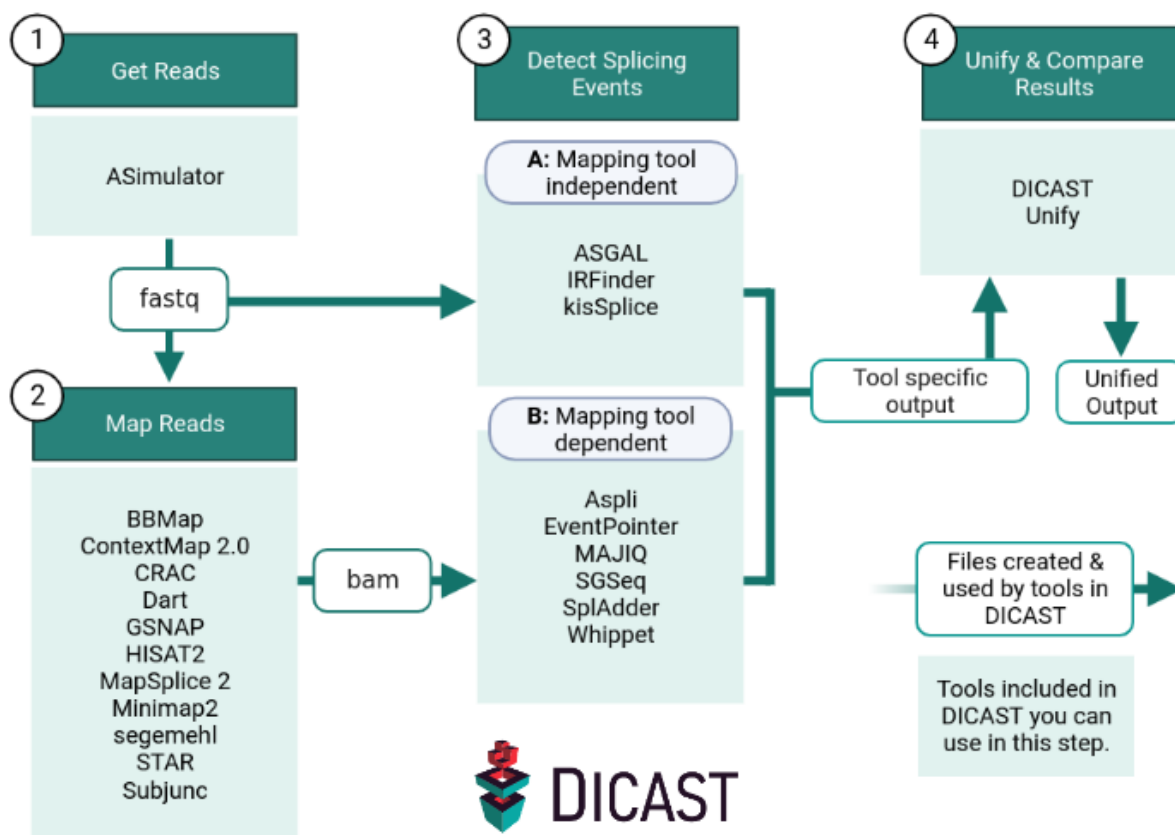 1
Get Reads
ASimulator
fastq
2
Map Reads
BBMap
ContextMap 2.0
CRAC
Dart
GSNAP
HISAT2
MapSplice 2
Minimap2
segemehl
STAR
Subjunc
bam
3
Detect Splicing
Events
A: Mapping tool
independent
ASGAL
IRFinder
kisSplice
B: Mapping tool
dependent
Aspli
EventPointer
MAJIQ
SGSeq
SplAdder
Whippet
Tool specific
output
4
Unify & Compare
Results
DICAST
Unify
Unified
Output
Files created &
used by tools in
DICAST
Tools included in
DICAST you can
use in this step.
DICAST